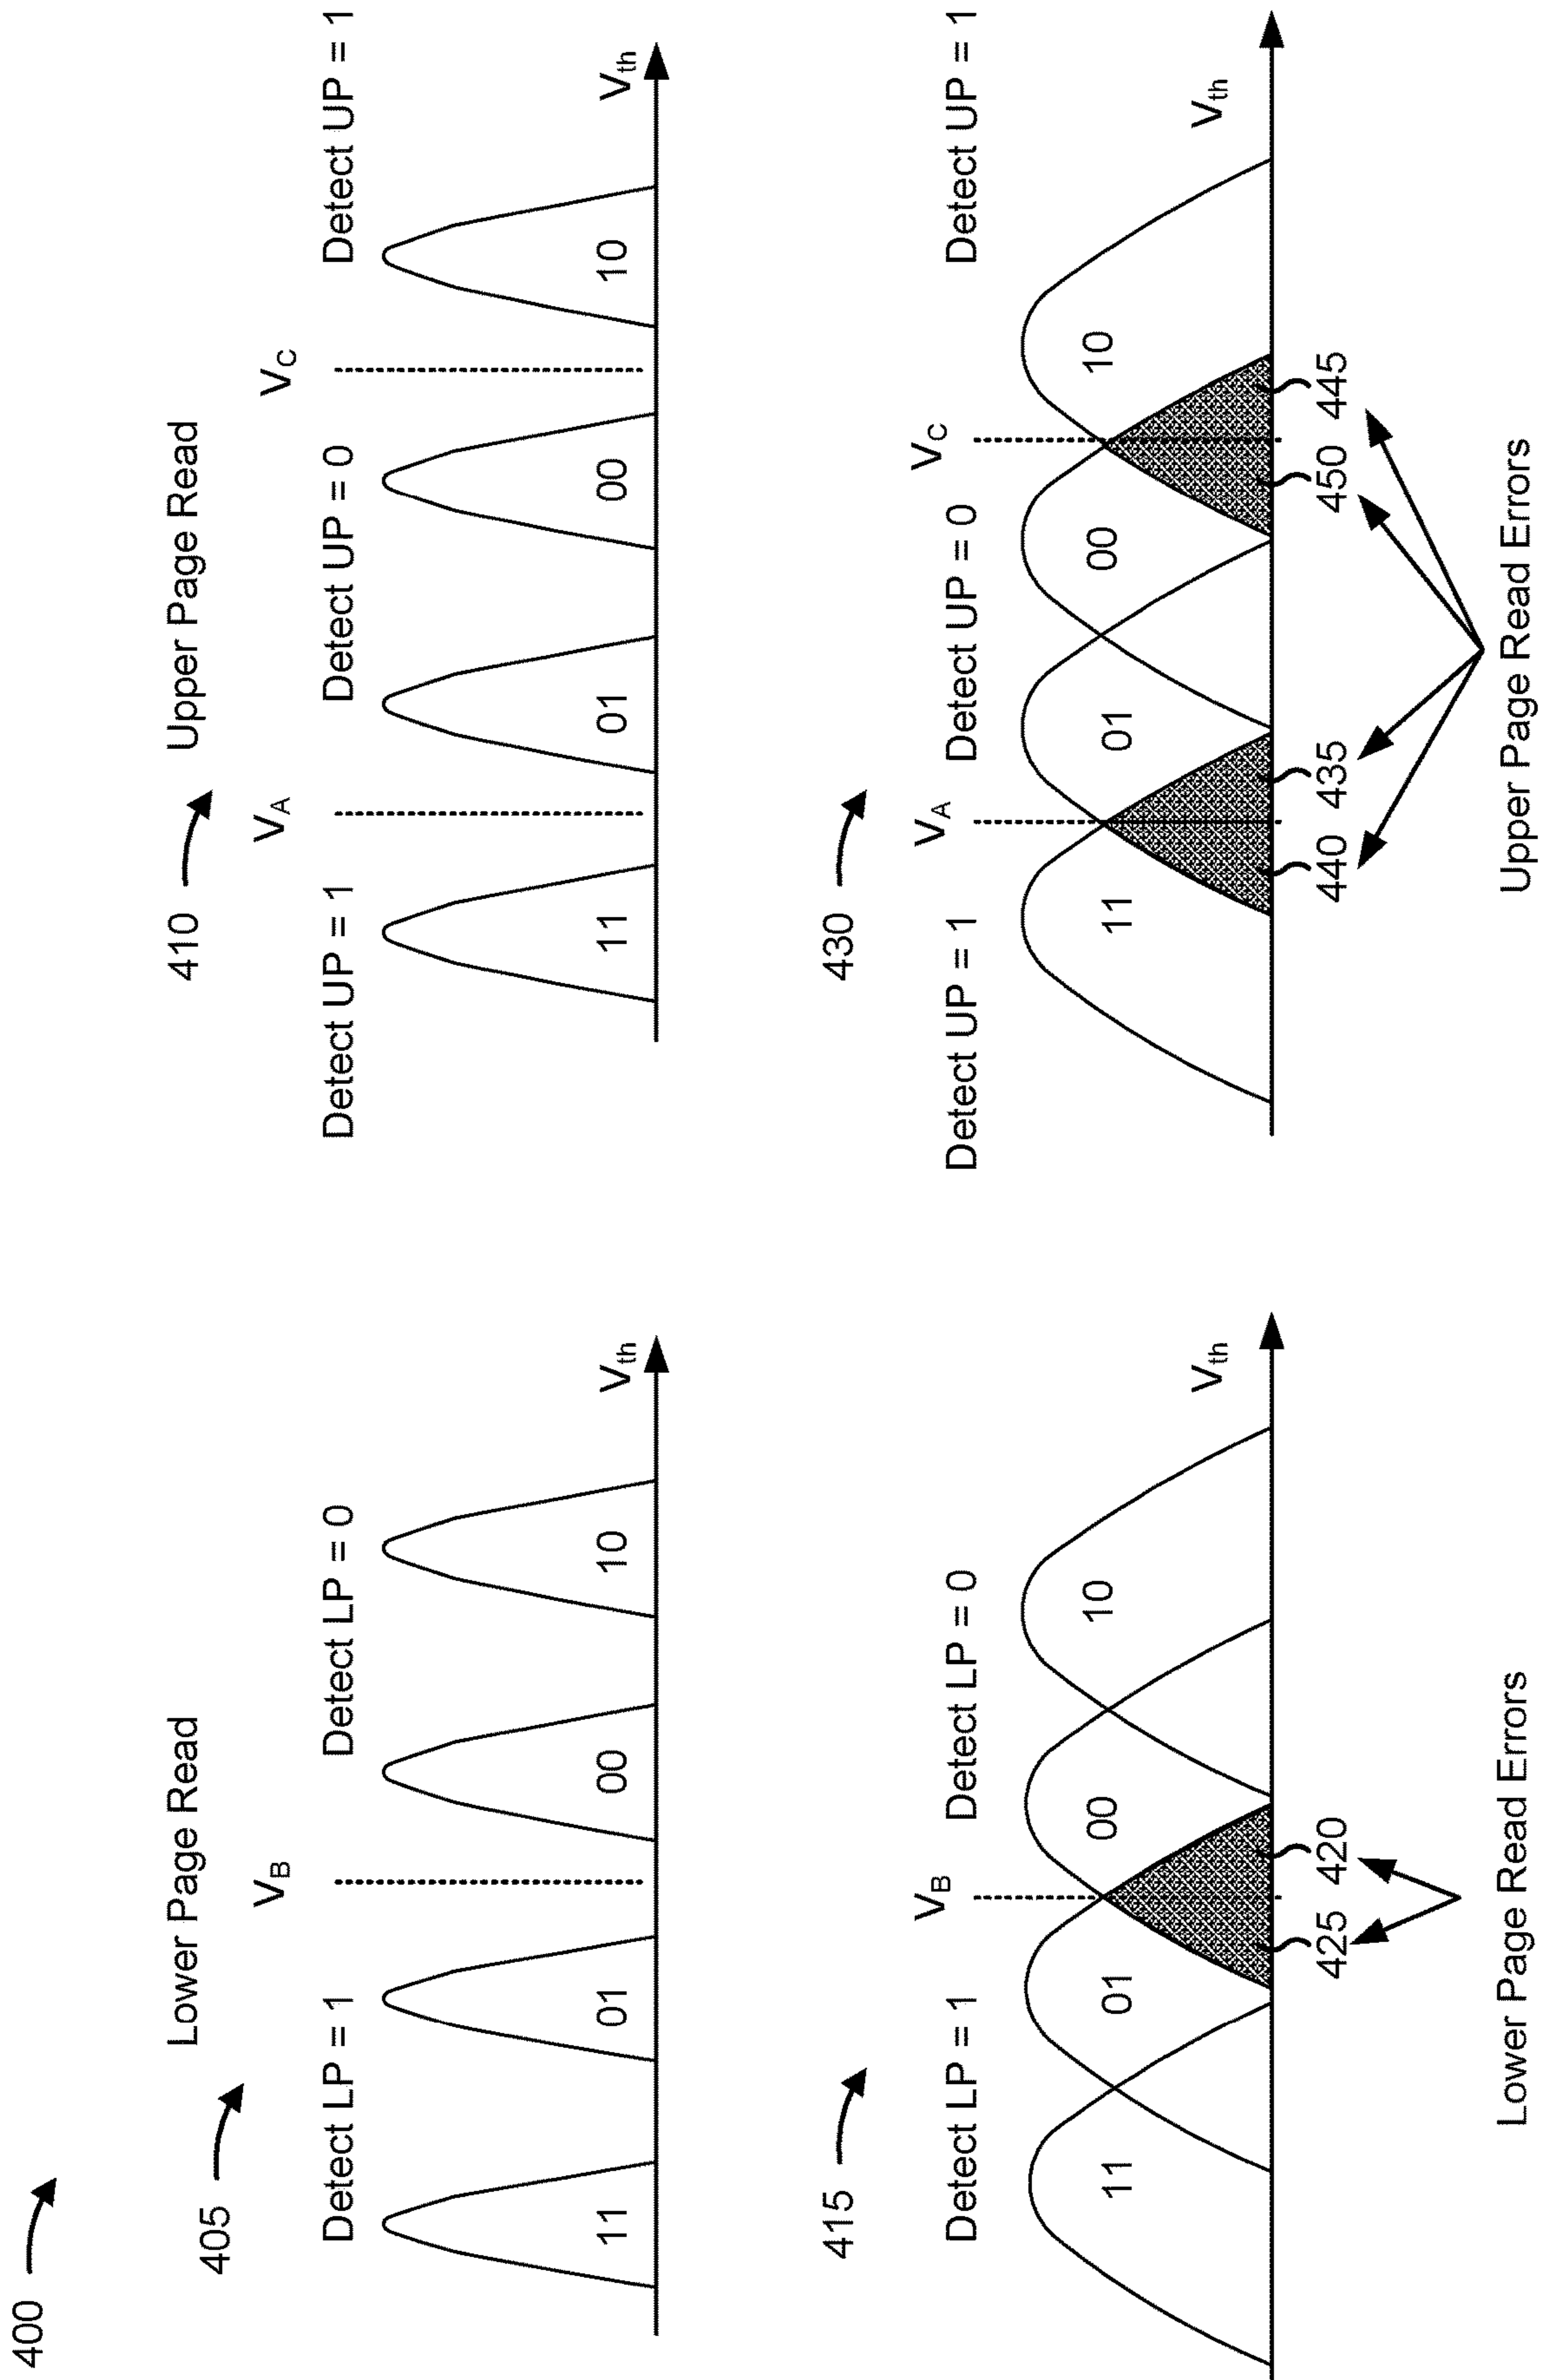 400
Lower Page Read
405
V_B
Detect LP = 1
Detect LP = 0
11
01
00
10
V_th
Upper Page Read
410
V_A
V_C
Detect UP = 1
Detect UP = 0
Detect UP = 1
11
01
00
10
V_th
415
V_B
Detect LP = 1
Detect LP = 0
11
01
00
10
V_th
425
420
Lower Page Read Errors
430
V_A
V_C
Detect UP = 1
Detect UP = 0
Detect UP = 1
11
01
00
10
V_th
440
435
450
445
Upper Page Read Errors